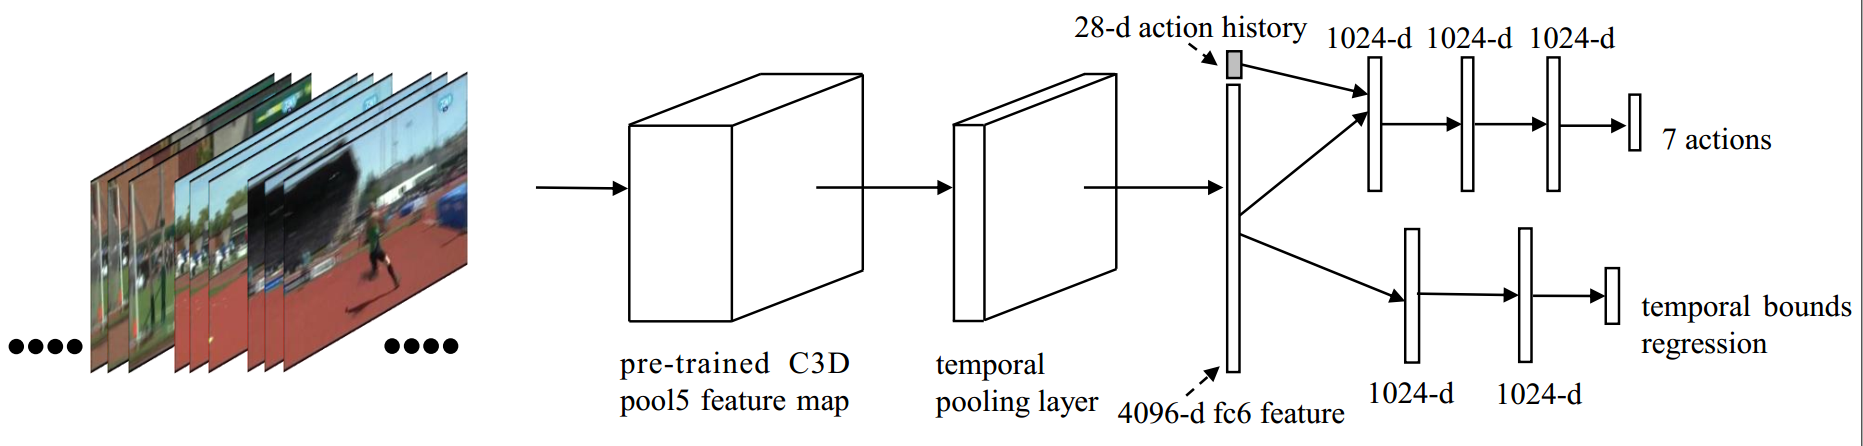 28-d action history
1024-d 1024-d 1024-d
7 actions
temporal bounds
regression
pre-trained C3D
pool5 feature map
temporal
pooling layer
4096-d fc6 feature
1024-d 1024-d